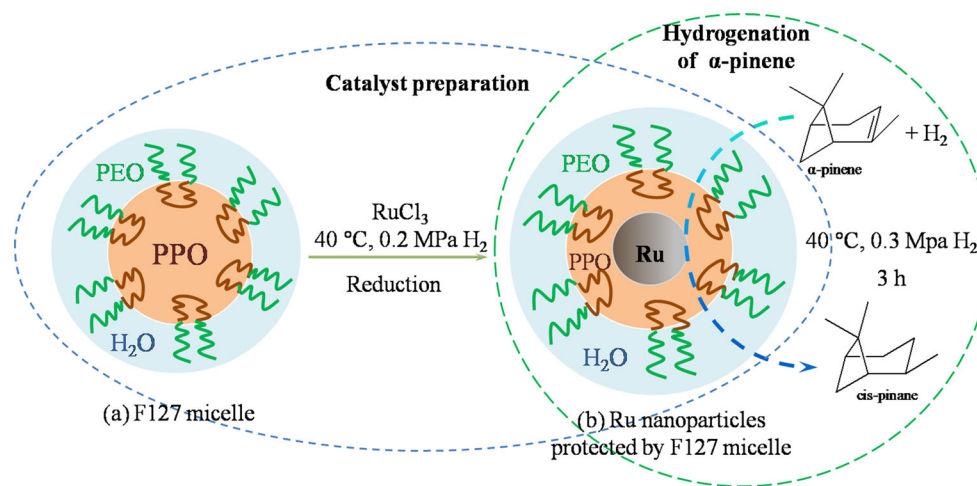 Hydrogenation
of α-pinene
Catalyst preparation
PEO
PPO
H₂O
(a) F127 micelle
RuCl₃
40 °C, 0.2 MPa H₂
Reduction
PEO
PPO
Ru
H₂O
(b) Ru nanoparticles
protected by F127 micelle
α-pinene
+ H₂
40 °C, 0.3 Mpa H₂
3 h
cis-pinane